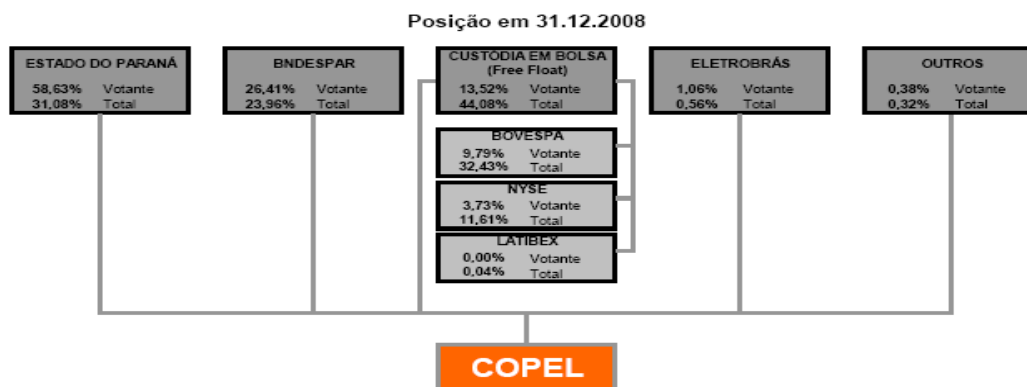 Posição em 31.12.2008
ESTADO DO PARANÁ
58,63% Votante
31,08% Total
BNDESPAR
26,41% Votante
23,96% Total
CUSTÓDIA EM BOLSA
(Free Float)
13,52% Votante
44,08% Total
BOVESPA
9,79% Votante
32,43% Total
NYSE
3,73% Votante
11,61% Total
LATIBEX
0,00% Votante
0,04% Total
ELETROBRÁS
1,06% Votante
0,56% Total
OUTROS
0,38% Votante
0,32% Total
COPEL